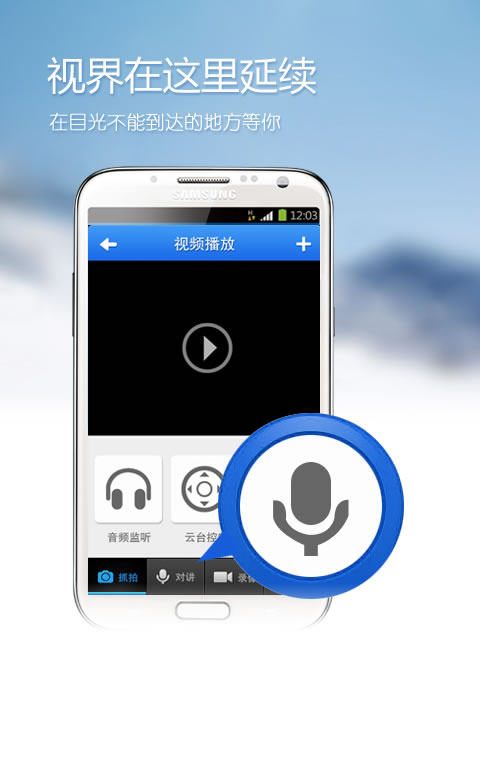 视界在这里延续
在目光不能到达的地方等你
SAMSUNG
H 12:03
视频播放
音频监听 云台控
抓拍 对讲 录像